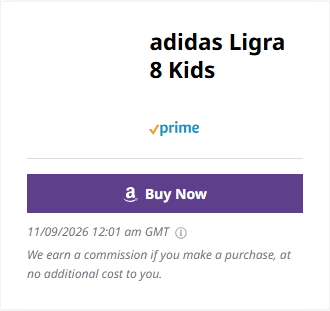 adidas Ligra
8 Kids
prime
Buy Now
11/09/2026 12:01 am GMT
We earn a commission if you make a purchase, at
no additional cost to you.